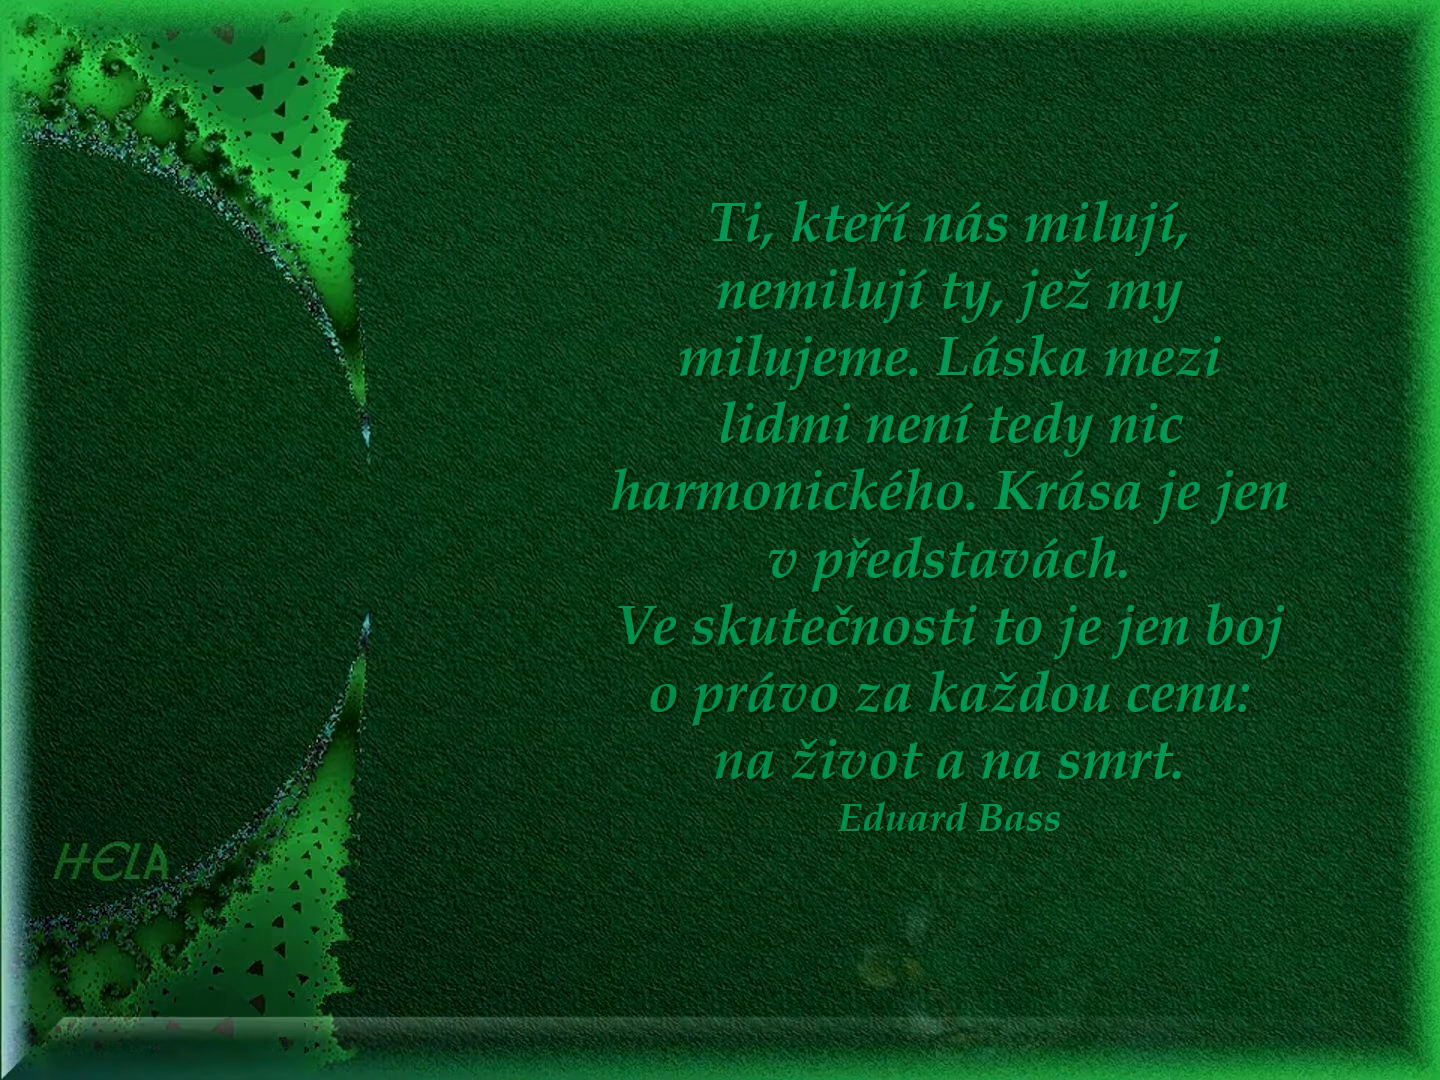 Ti, kteří nás milují,
nemilují ty, jež my
milujeme. Láska mezi
lidmi není tedy nic
harmonického. Krása je jen
v představách.
Ve skutečnosti to je jen boj
o právo za každou cenu:
na život a na smrt.
Eduard Bass
HELA